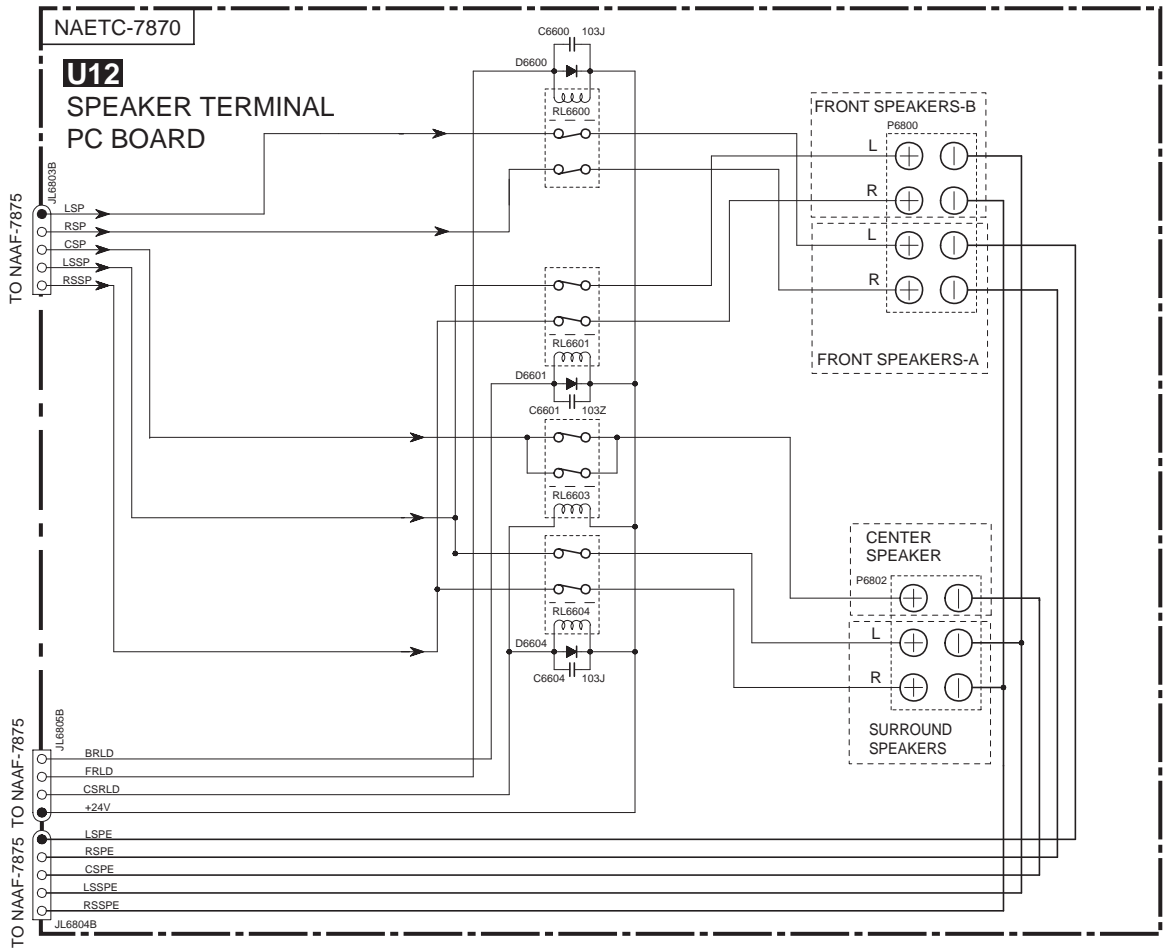 NAETC-7870
U12
SPEAKER TERMINAL
PC BOARD
C6600 103J
D6600
RL6600
FRONT SPEAKERS-B
P6800
L
R
L
R
FRONT SPEAKERS-A
TO NAAF-7875
JL6803B
LSP
RSP
CSP
LSSP
RSSP
RL6601
D6601
C6601 103Z
RL6603
CENTER
SPEAKER
P6802
RL6604
D6604
C6604 103J
L
R
SURROUND
SPEAKERS
TO NAAF-7875
JL6805B
BRLD
FRLD
CSRLD
+24V
TO NAAF-7875
LSPE
RSPE
CSPE
LSSPE
RSSPE
JL6804B